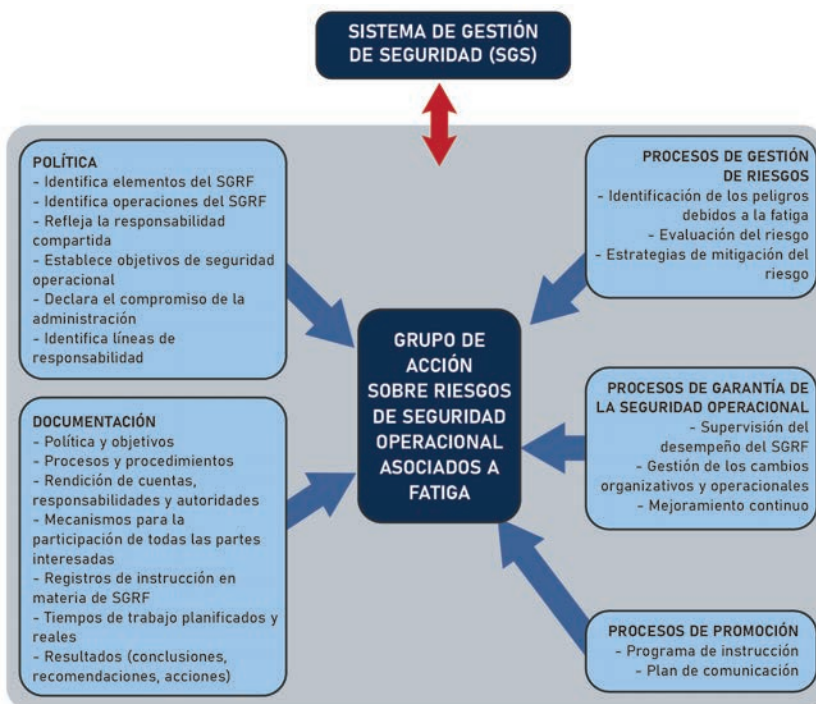 SISTEMA DE GESTIÓN
DE SEGURIDAD (SGS)
POLÍTICA
- Identifica elementos del SGRF
- Identifica operaciones del SGRF
- Refleja la responsabilidad
compartida
- Establece objetivos de seguridad
operacional
- Declara el compromiso de la
administración
- Identifica líneas de
responsabilidad
DOCUMENTACIÓN
- Política y objetivos
- Procesos y procedimientos
- Rendición de cuentas,
responsabilidades y autoridades
- Mecanismos para la
participación de todas las partes
interesadas
- Registros de instrucción en
materia de SGRF
- Tiempos de trabajo planificados y
reales
- Resultados (conclusiones,
recomendaciones, acciones)
GRUPO DE
ACCIÓN
SOBRE RIESGOS
DE SEGURIDAD
OPERACIONAL
ASOCIADOS A
FATIGA
PROCESOS DE GESTIÓN
DE RIESGOS
- Identificación de los peligros
debidos a la fatiga
- Evaluación del riesgo
- Estrategias de mitigación del
riesgo
PROCESOS DE GARANTÍA DE
LA SEGURIDAD OPERACIONAL
- Supervisión del
desempeño del SGRF
- Gestión de los cambios
organizativos y operacionales
- Mejoramiento continuo
PROCESOS DE PROMOCIÓN
- Programa de instrucción
- Plan de comunicación